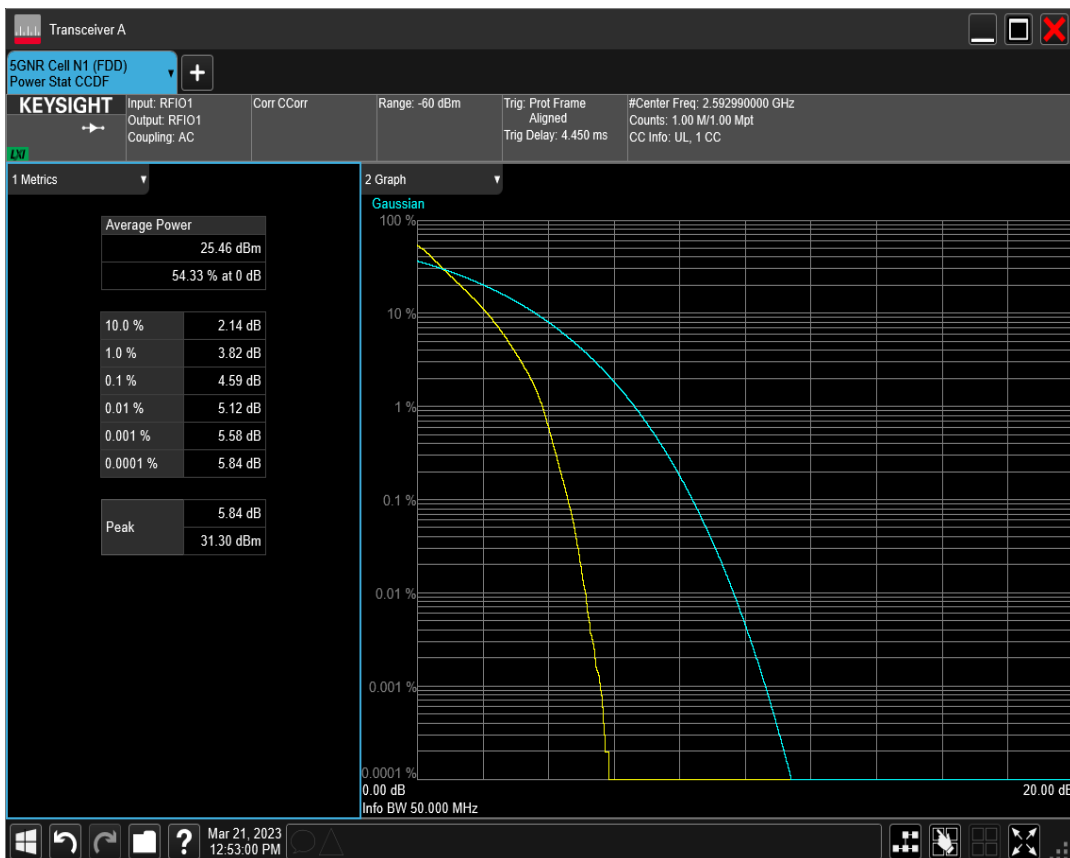 Transceiver A
5GNR Cell N1 (FDD)
Power Stat CCDF
+
KEYSIGHT
LXI
Input: RFIO1
Output: RFIO1
Coupling: AC
Corr CCorr
Range: -60 dBm
Trig: Prot Frame
Aligned
Trig Delay: 4.450 ms
#Center Freq: 2.592990000 GHz
Counts: 1.00 M/1.00 Mpt
CC Info: UL, 1 CC
1 Metrics
Average Power
25.46 dBm
54.33 % at 0 dB
10.0 % 2.14 dB
1.0 % 3.82 dB
0.1 % 4.59 dB
0.01 % 5.12 dB
0.001 % 5.58 dB
0.0001 % 5.84 dB
Peak 5.84 dB
31.30 dBm
2 Graph
Gaussian
100 %
10 %
1 %
0.1 %
0.01 %
0.001 %
0.0001 %
0.00 dB 20.00 dB
Info BW 50.000 MHz
?
Mar 21, 2023
12:53:00 PM